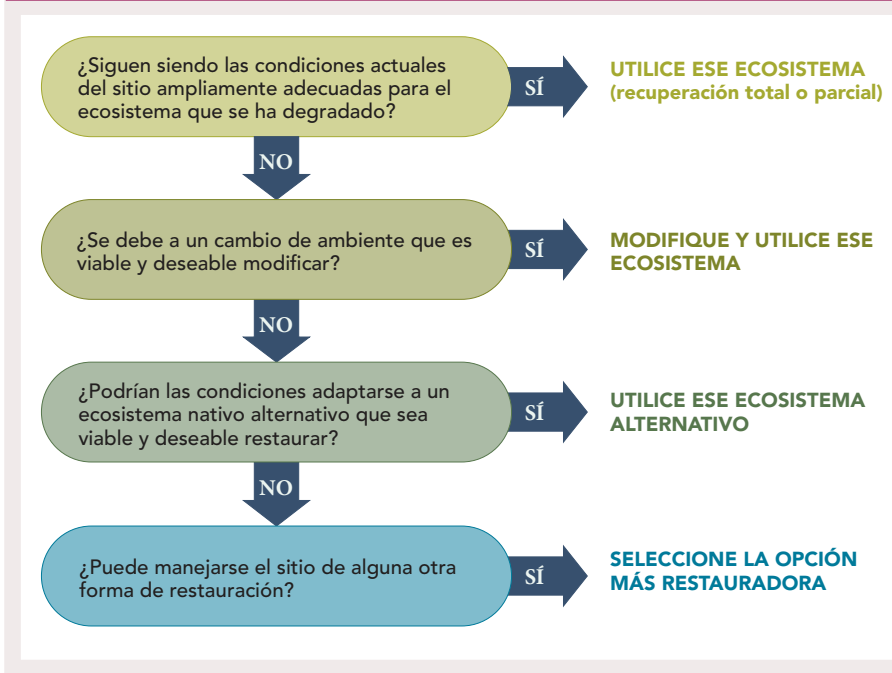 ¿Siguen siendo las condiciones actuales
del sitio ampliamente adecuadas para el
ecosistema que se ha degradado?
SÍ
UTILICE ESE ECOSISTEMA
(recuperación total o parcial)
NO
¿Se debe a un cambio de ambiente que es
viable y deseable modificar?
SÍ
MODIFIQUE Y UTILICE ESE
ECOSISTEMA
NO
¿Podrían las condiciones adaptarse a un
ecosistema nativo alternativo que sea
viable y deseable restaurar?
SÍ
UTILICE ESE ECOSISTEMA
ALTERNATIVO
NO
¿Puede manejarse el sitio de alguna otra
forma de restauración?
SÍ
SELECCIONE LA OPCIÓN
MÁS RESTAURADORA